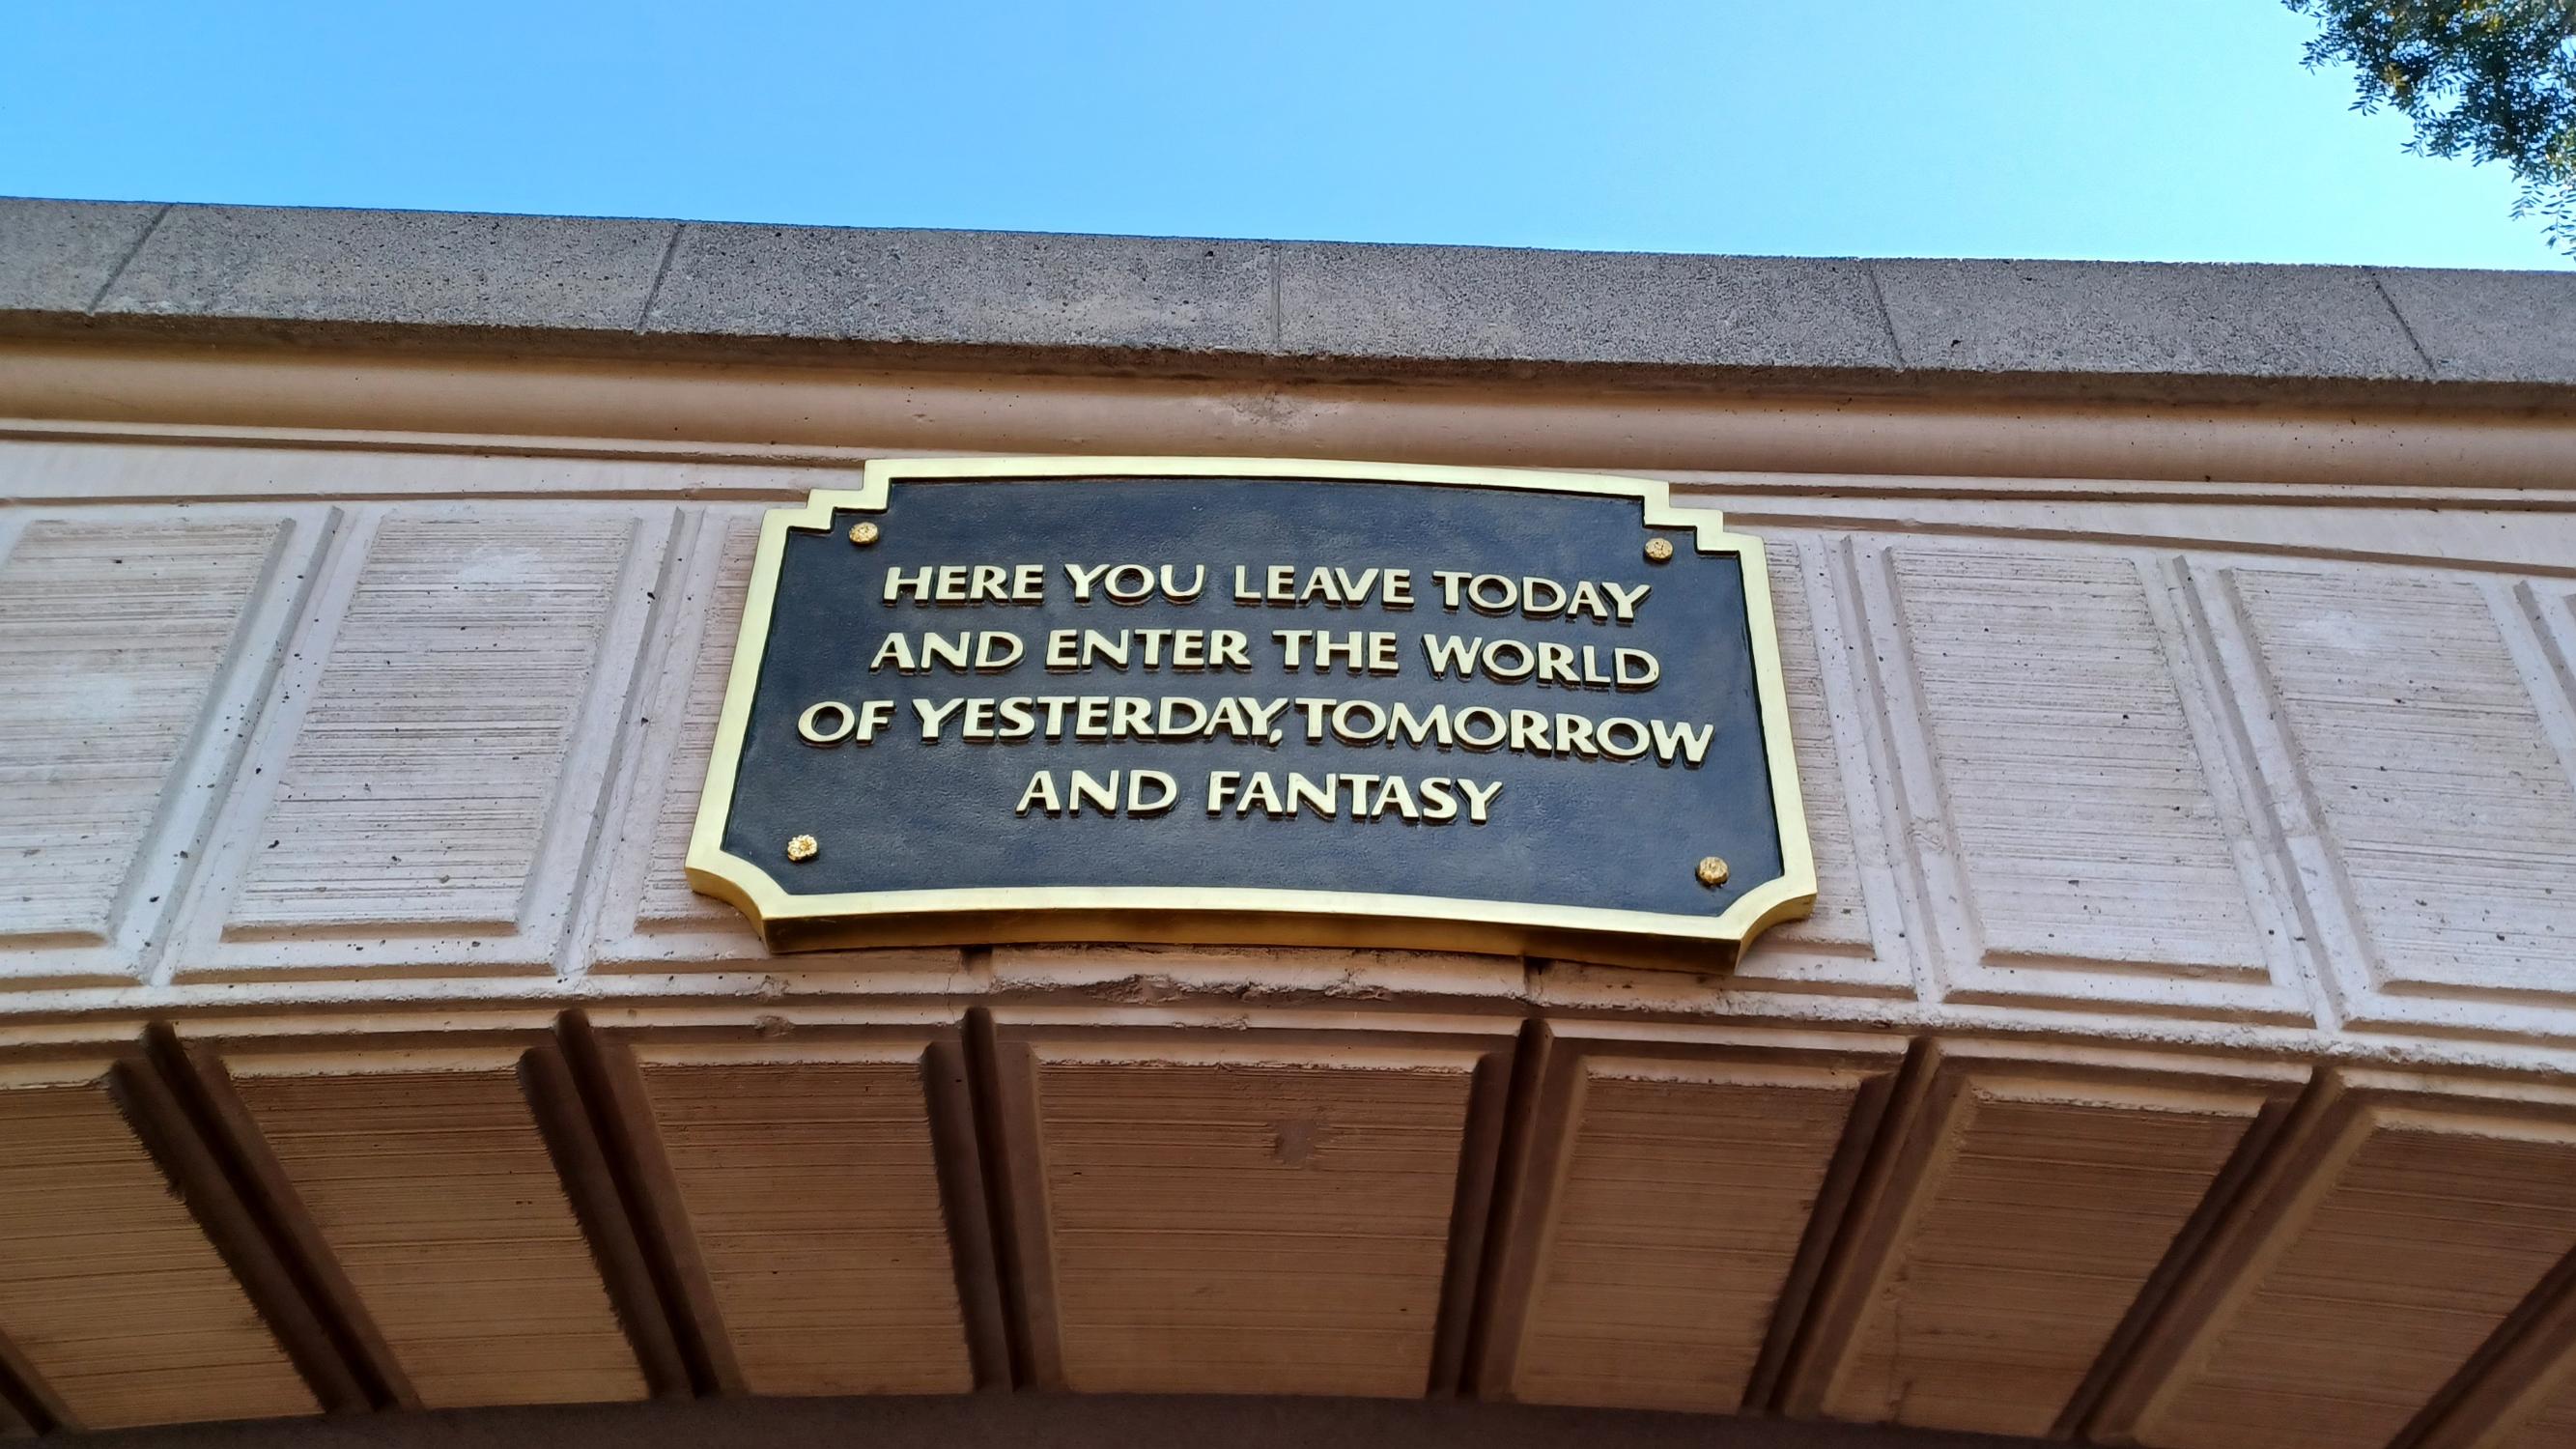 HERE YOU LEAVE TODAY
AND ENTER THE WORLD
OF YESTERDAY, TOMORROW
AND FANTASY